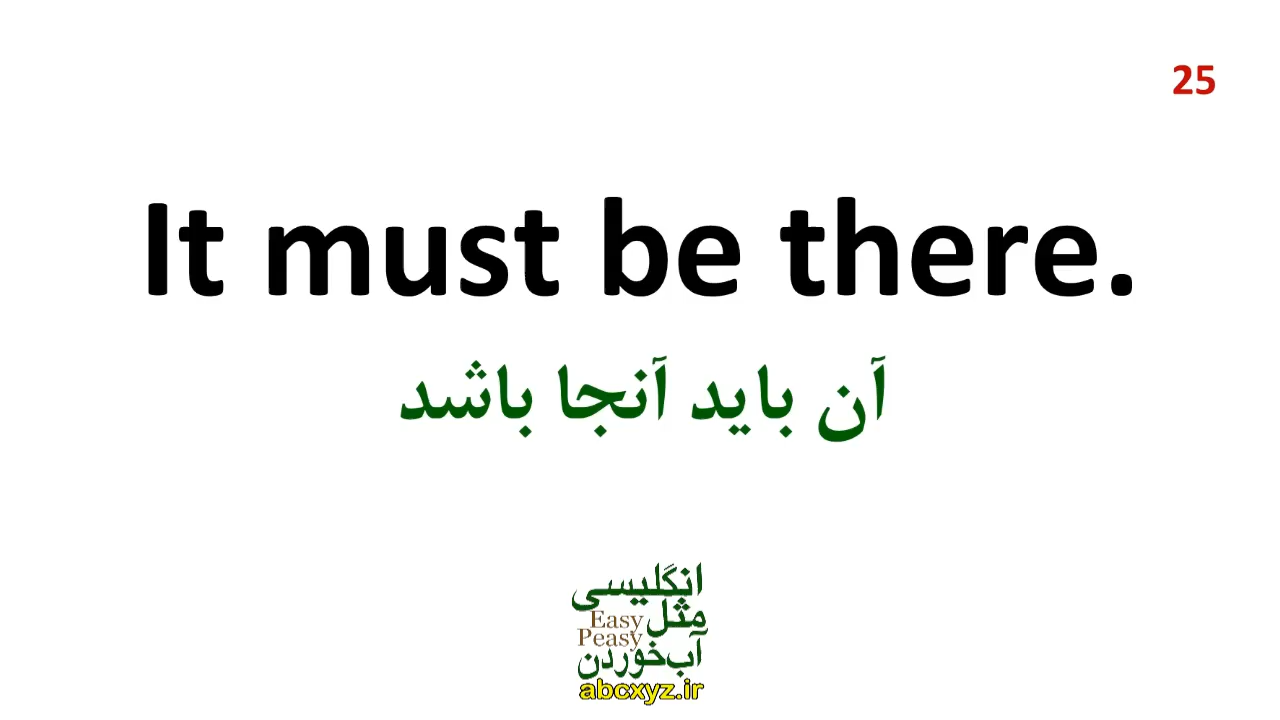 25
It must be there.
آن باید آنجا باشد
انگلیسی
مثل
Easy
Peasy
آب‌خوردن
abcxyz.ir